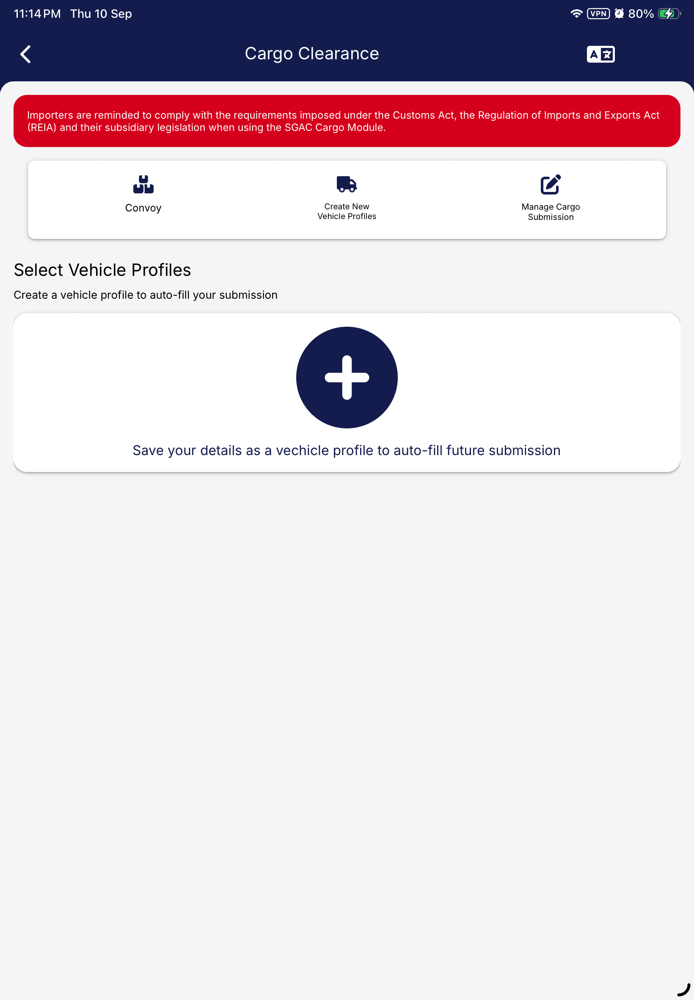 11:14 PM Thu 10 Sep
VPN 80%
Cargo Clearance
A 文
Importers are reminded to comply with the requirements imposed under the Customs Act, the Regulation of Imports and Exports Act
(REIA) and their subsidiary legislation when using the SGAC Cargo Module.
Convoy
Create New
Vehicle Profiles
Manage Cargo
Submission
Select Vehicle Profiles
Create a vehicle profile to auto-fill your submission
Save your details as a vechicle profile to auto-fill future submission